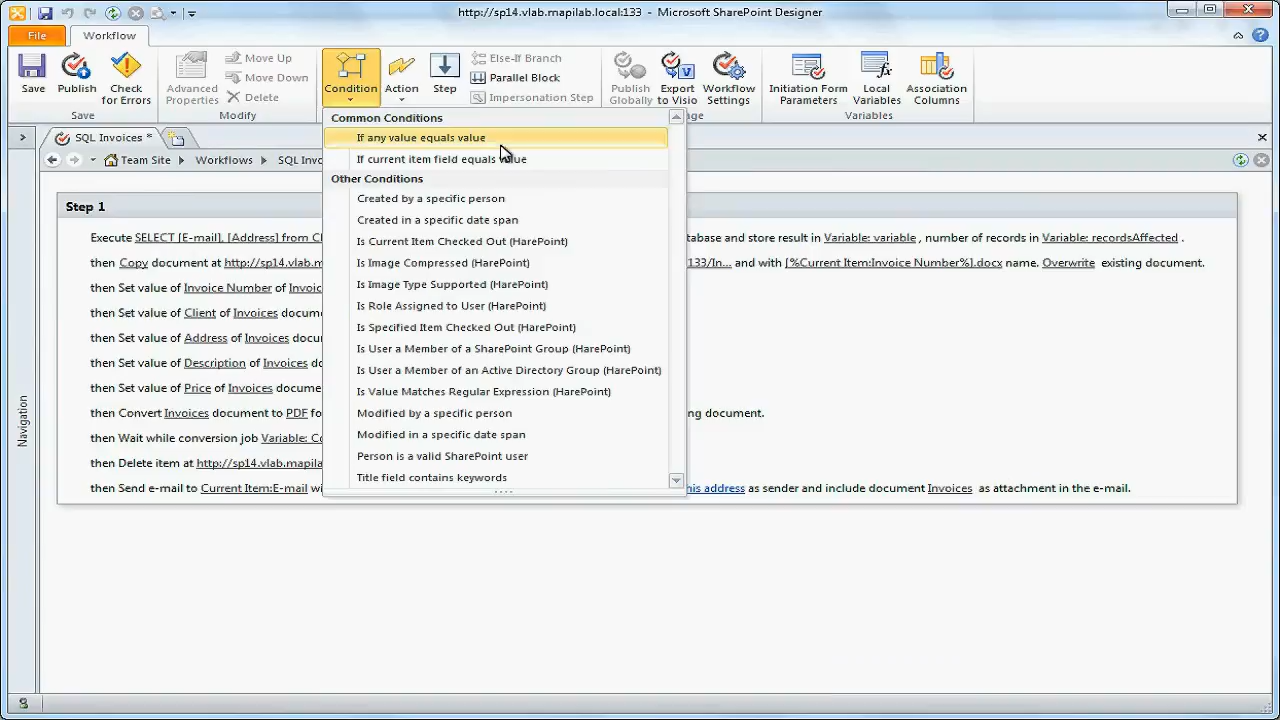 http://sp14.vlab.mapilab.local:133 - Microsoft SharePoint Designer
File
Workflow
Save
Publish
Check for Errors
Save
Advanced Properties
Move Up
Move Down
Delete
Modify
Condition
Action
Step
Else-If Branch
Parallel Block
Impersonation Step
Publish Globally
Export to Visio
Workflow Settings
Initiation Form Parameters
Local Variables
Association Columns
Variables
SQL Invoices *
Team Site
Workflows
Navigation
Common Conditions
If any value equals value
If current item field equals value
Other Conditions
Created by a specific person
Created in a specific date span
Is Current Item Checked Out (HarePoint)
Is Image Compressed (HarePoint)
Is Image Type Supported (HarePoint)
Is Role Assigned to User (HarePoint)
Is Specified Item Checked Out (HarePoint)
Is User a Member of a SharePoint Group (HarePoint)
Is User a Member of an Active Directory Group (HarePoint)
Is Value Matches Regular Expression (HarePoint)
Modified by a specific person
Modified in a specific date span
Person is a valid SharePoint user
Title field contains keywords
Step 1
Execute SELECT [E-mail], [Address] from
and store result in Variable: variable , number of records in Variable: recordsAffected .
then Copy document at
133/In... and with [%Current Item:Invoice Number%].docx name. Overwrite existing document.
then Set value of Invoice Number of
then Set value of Client of Invoices
then Set value of Address of Invoices
then Set value of Description of Invoices
then Set value of Price of Invoices
then Convert Invoices document to PDF
document.
then Wait while conversion job Variable:
then Delete item at
then Send e-mail to Current Item:E-mail
address as sender and include document Invoices as attachment in the e-mail.